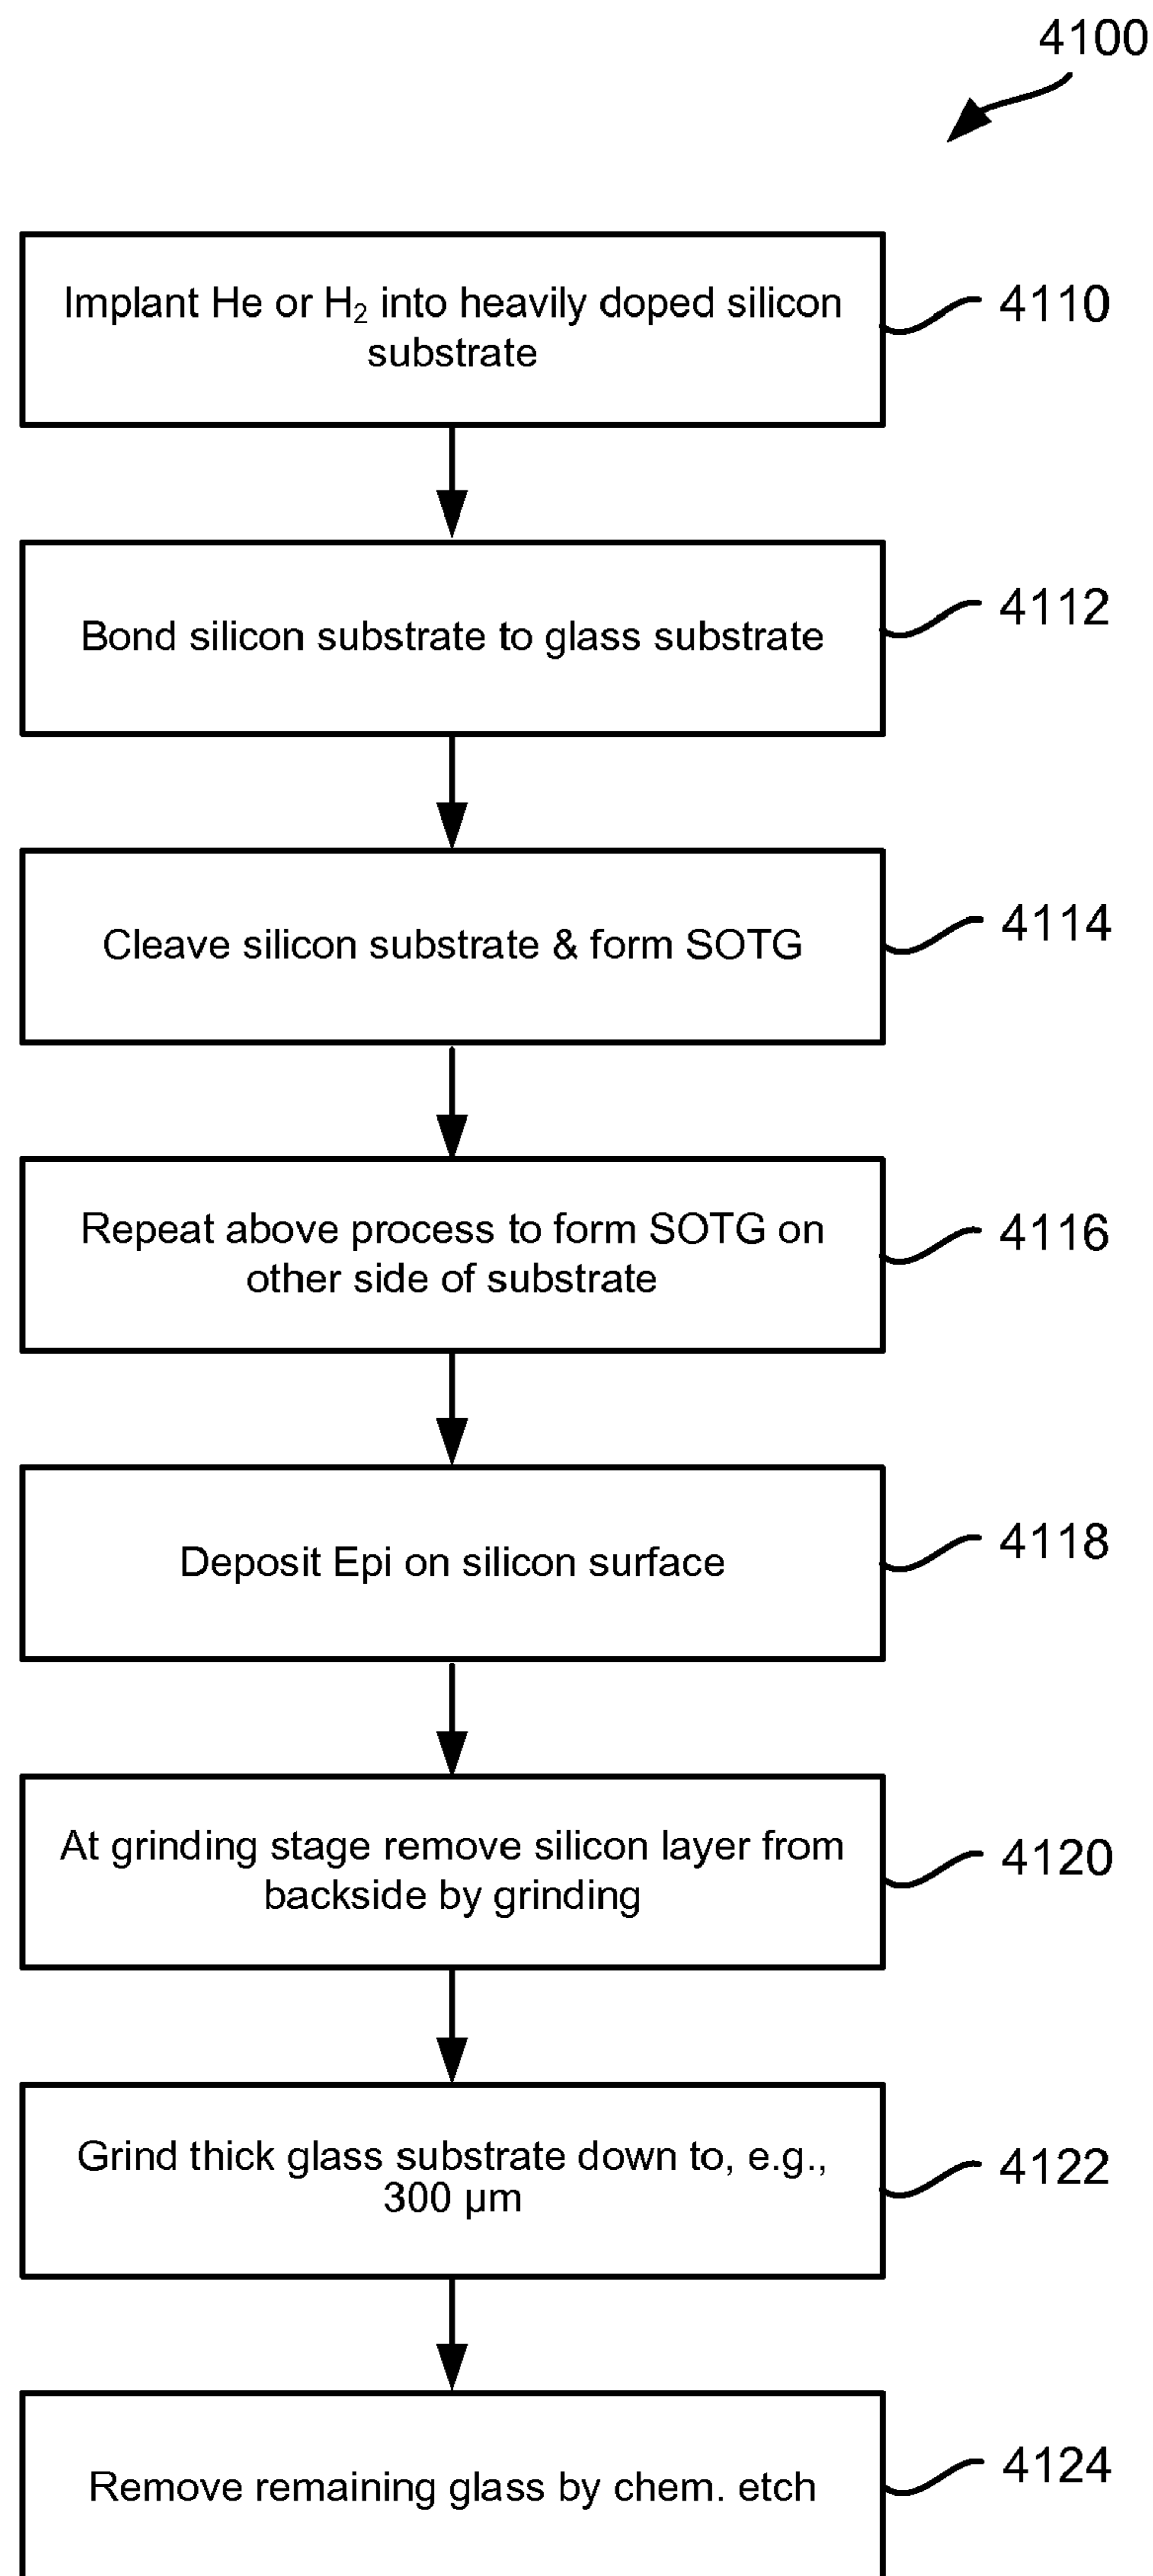 4100
Implant He or H₂ into heavily doped silicon
substrate
4110
Bond silicon substrate to glass substrate
4112
Cleave silicon substrate & form SOTG
4114
Repeat above process to form SOTG on
other side of substrate
4116
Deposit Epi on silicon surface
4118
At grinding stage remove silicon layer from
backside by grinding
4120
Grind thick glass substrate down to, e.g.,
300 µm
4122
Remove remaining glass by chem. etch
4124